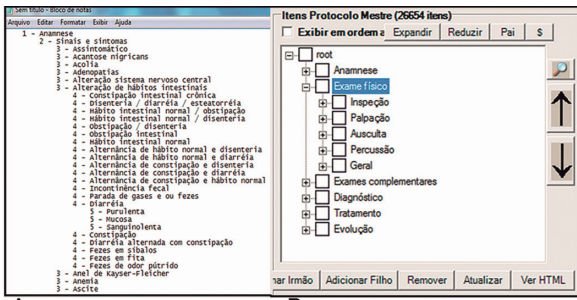 Sem título - Bloco de notas
Arquivo Editar Formatar Exibir Ajuda
1 - Anamnese
2 - Sinais e sintomas
3 - Assintomático
3 - Acantose nigricans
3 - Acolia
3 - Adenopatias
3 - Alteração sistema nervoso central
3 - Alteração de hábitos intestinais
4 - Constipação intestinal crônica
4 - Disenteria / diarréia / esteatorréia
4 - Hábito intestinal normal / obstipação
4 - Hábito intestinal normal / disenteria
4 - Obstipação / disenteria
4 - Obstipação intestinal
4 - Hábito intestinal normal
4 - Alternância de hábito normal e disenteria
4 - Alternância de hábito normal e diarréia
4 - Alternância de constipação e disenteria
4 - Alternância de constipação e diarréia
4 - Alternância de constipação e hábito normal
4 - Incontinência fecal
4 - Parada de gases e ou fezes
4 - Diarréia
5 - Purulenta
5 - Mucosa
5 - Sanguinolenta
4 - Constipação
4 - Diarréia alternada com constipação
4 - Fezes em síbalos
4 - Fezes em fita
4 - Fezes de odor pútrido
3 - Anel de Kayser-Fleicher
3 - Anemia
3 - Ascite
Itens Protocolo Mestre (26654 itens)
Exibir em ordem a Expandir Reduzir Pai $
root
Anamnese
Exame físico
Inspeção
Palpação
Ausculta
Percussão
Geral
Exames complementares
Diagnóstico
Tratamento
Evolução
nar Irmão Adicionar Filho Remover Atualizar Ver HTML